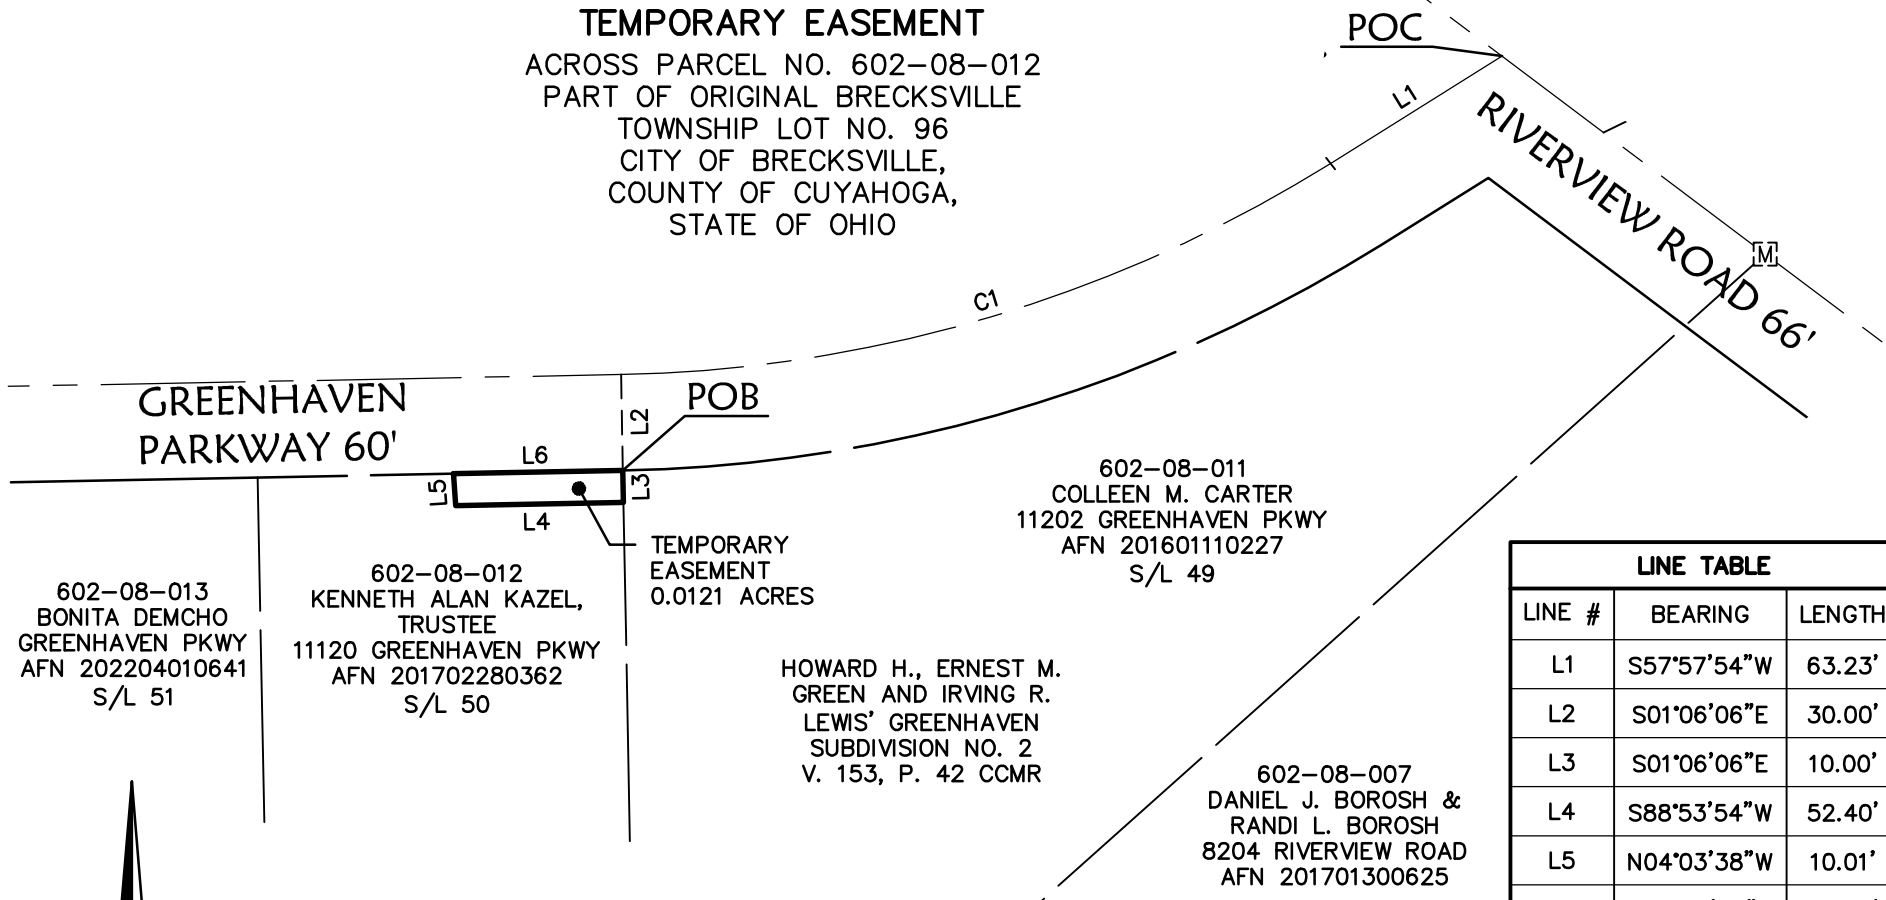 TEMPORARY EASEMENT
ACROSS PARCEL NO. 602-08-012
PART OF ORIGINAL BRECKSVILLE
TOWNSHIP LOT NO. 96
CITY OF BRECKSVILLE,
COUNTY OF CUYAHOGA,
STATE OF OHIO
POC
L1
RIVERVIEW ROAD 66'
M
C1
GREENHAVEN
PARKWAY 60'
L2
POB
L6
L5
L3
L4
TEMPORARY
EASEMENT
0.0121 ACRES
602-08-011
COLLEEN M. CARTER
11202 GREENHAVEN PKWY
AFN 201601110227
S/L 49
602-08-013
BONITA DEMCHO
GREENHAVEN PKWY
AFN 202204010641
S/L 51
602-08-012
KENNETH ALAN KAZEL,
TRUSTEE
11120 GREENHAVEN PKWY
AFN 201702280362
S/L 50
HOWARD H., ERNEST M.
GREEN AND IRVING R.
LEWIS' GREENHAVEN
SUBDIVISION NO. 2
V. 153, P. 42 CCMR
602-08-007
DANIEL J. BOROSH &
RANDI L. BOROSH
8204 RIVERVIEW ROAD
AFN 201701300625
LINE TABLE
LINE # BEARING LENGTH
L1 S57°57'54"W 63.23'
L2 S01°06'06"E 30.00'
L3 S01°06'06"E 10.00'
L4 S88°53'54"W 52.40'
L5 N04°03'38"W 10.01'